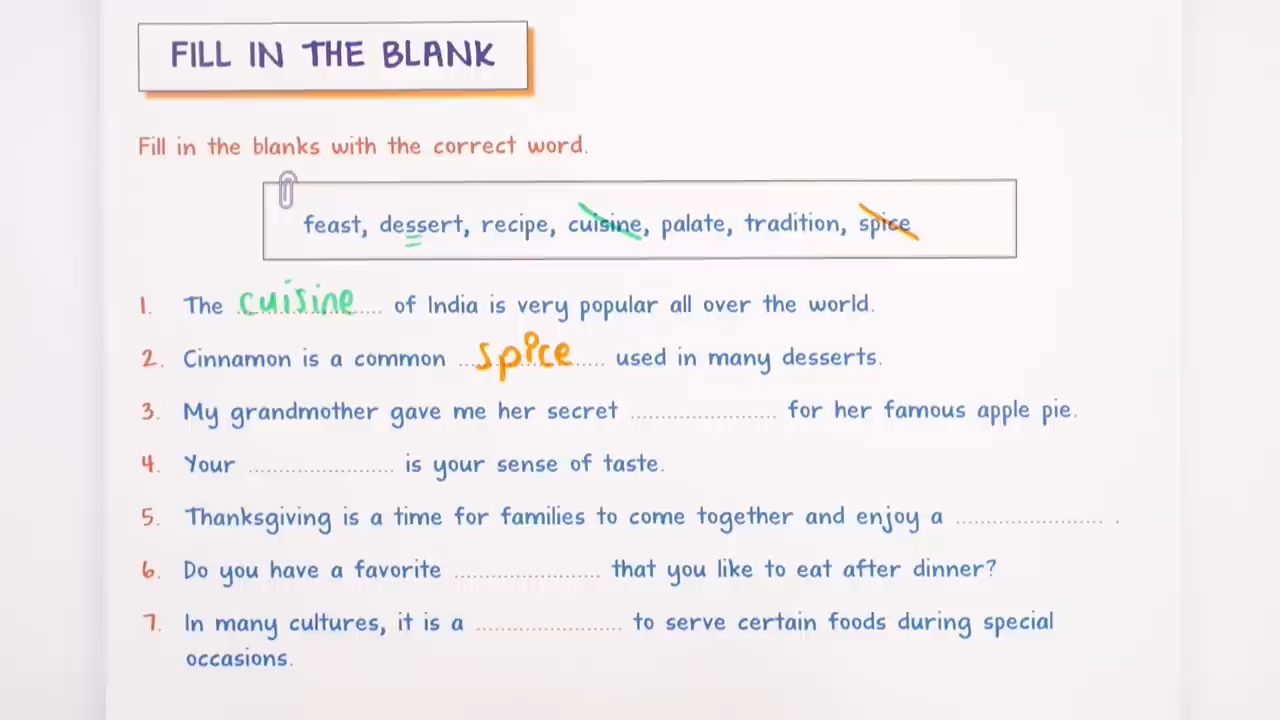 FILL IN THE BLANK
Fill in the blanks with the correct word.
feast, dessert, recipe, cuisine, palate, tradition, spice
1. The cuisine of India is very popular all over the world.
2. Cinnamon is a common spice used in many desserts.
3. My grandmother gave me her secret ..................... for her famous apple pie.
4. Your ..................... is your sense of taste.
5. Thanksgiving is a time for families to come together and enjoy a ..................... .
6. Do you have a favorite ..................... that you like to eat after dinner?
7. In many cultures, it is a ..................... to serve certain foods during special
occasions.